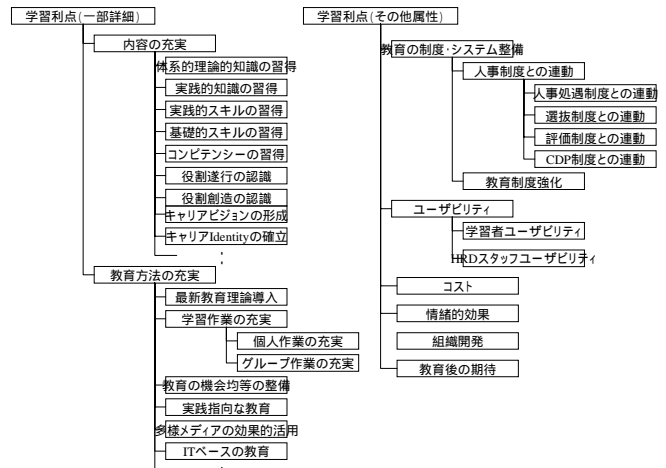 学習利点(一部詳細)
内容の充実
体系的理論的知識の習得
実践的知識の習得
実践的スキルの習得
基礎的スキルの習得
コンピテンシーの習得
役割遂行の認識
役割創造の認識
キャリアビジョンの形成
キャリアIdentityの確立
:
教育方法の充実
最新教育理論導入
学習作業の充実
個人作業の充実
グループ作業の充実
教育の機会均等の整備
実践指向な教育
多様メディアの効果的活用
ITベースの教育
学習利点(その他属性)
教育の制度・システム整備
人事制度との連動
人事処遇制度との連動
選抜制度との連動
評価制度との連動
CDP制度との連動
教育制度強化
ユーザビリティ
学習者ユーザビリティ
HRDスタッフユーザビリティ
コスト
情緒的効果
組織開発
教育後の期待